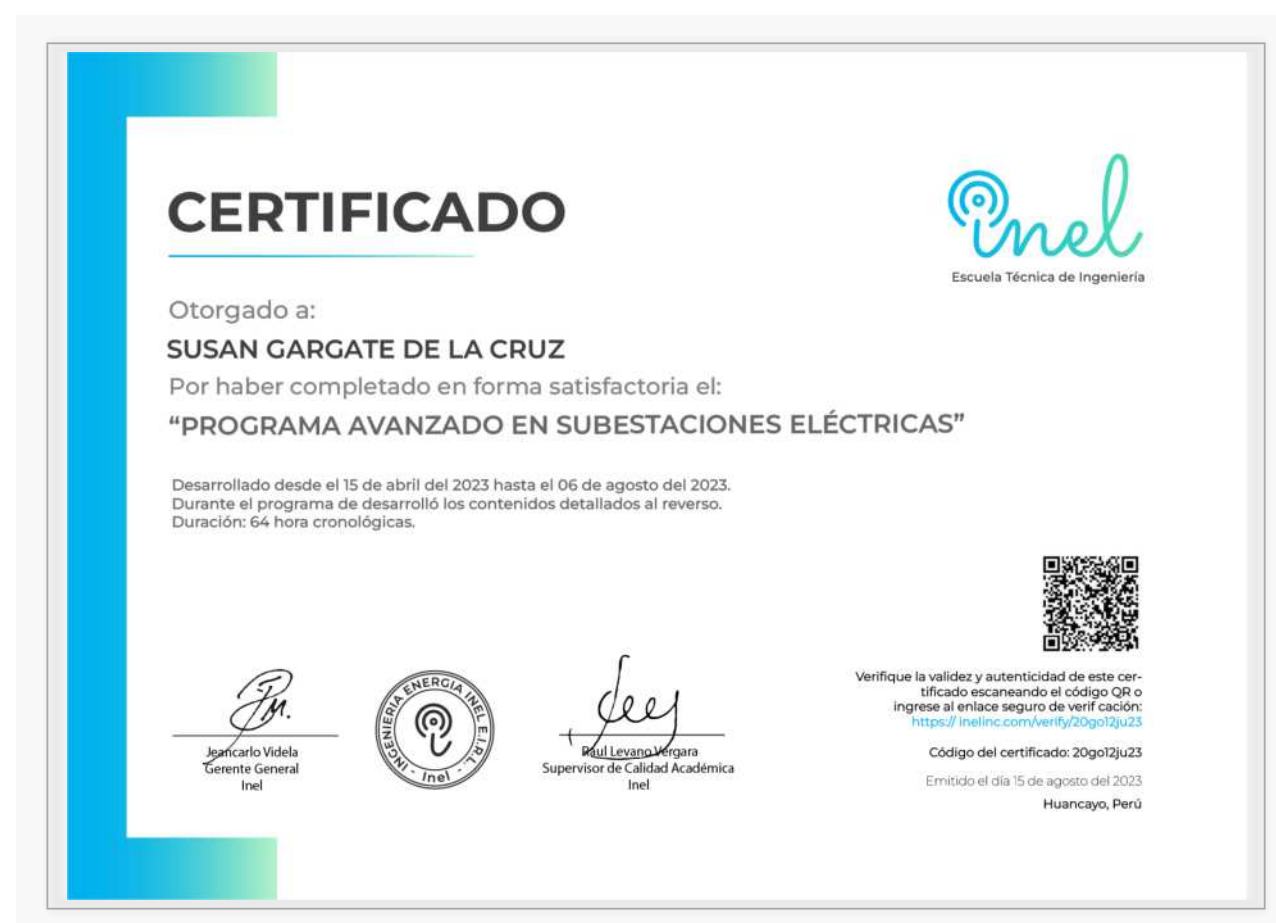 CERTIFICADO
inel
Escuela Técnica de Ingeniería
Otorgado a:
SUSAN GARGATE DE LA CRUZ
Por haber completado en forma satisfactoria el:
“PROGRAMA AVANZADO EN SUBESTACIONES ELÉCTRICAS”
Desarrollado desde el 15 de abril del 2023 hasta el 06 de agosto del 2023.
Durante el programa de desarrolló los contenidos detallados al reverso.
Duración: 64 hora cronológicas.
Jeancarlo Videla
Gerente General
Inel
INGENIERIA ENERGIA INEL E.I.R.L.
- Inel -
Raul Levano Vergara
Supervisor de Calidad Académica
Inel
Verifique la validez y autenticidad de este cer-
tificado escaneando el código QR o
ingrese al enlace seguro de verif cación:
https:// inelinc.com/verify/20go12ju23
Código del certificado: 20go12ju23
Emitido el día 15 de agosto del 2023
Huancayo, Perú